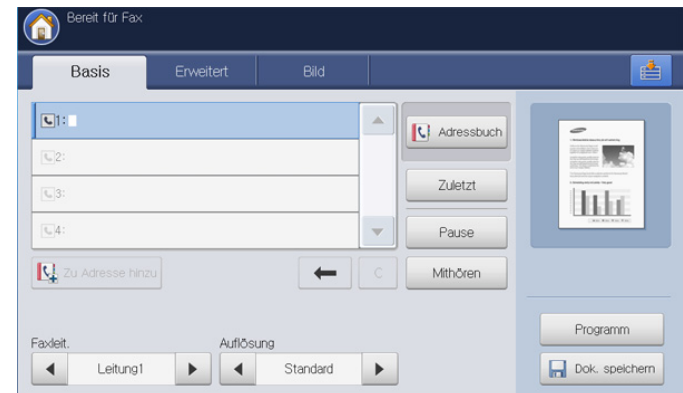 Bereit für Fax
Basis
Erweitert
Bild
1:
2:
3:
4:
Adressbuch
Zuletzt
Pause
Mithören
Zu Adresse hinzu
C
Faxleit.
Auflösung
Leitung1
Standard
Programm
Dok. speichern